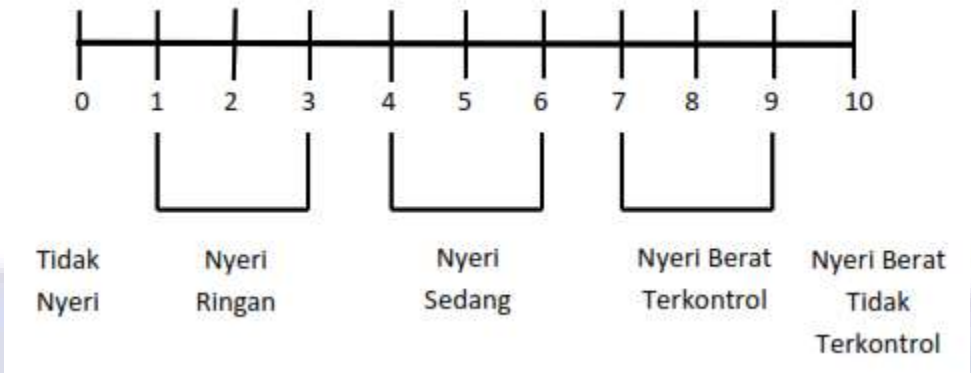 0 1 2 3 4 5 6 7 8 9 10
Tidak Nyeri Nyeri Nyeri Berat Nyeri Berat
Nyeri Ringan Sedang Terkontrol Tidak
Terkontrol